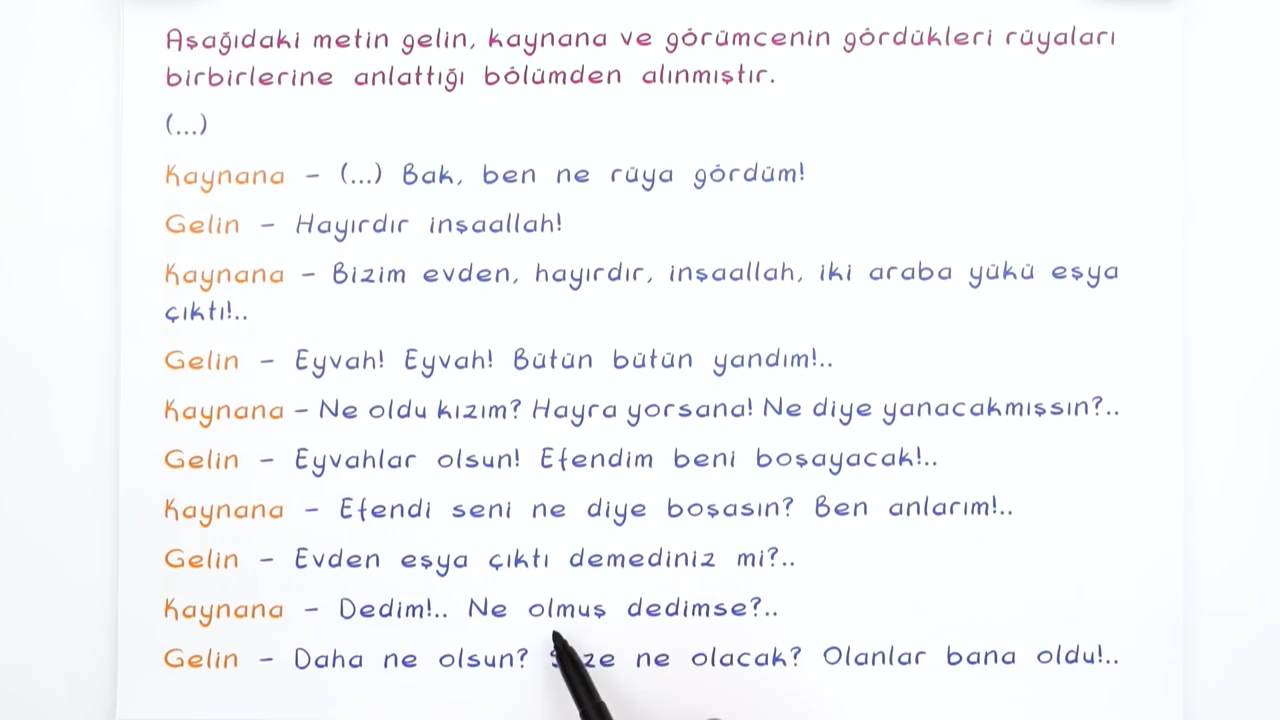 Aşağıdaki metin gelin, kaynana ve görümcenin gördükleri rüyaları
birbirlerine anlattığı bölümden alınmıştır.
(...)
Kaynana – (...) Bak, ben ne rüya gördüm!
Gelin – Hayırdır inşaallah!
Kaynana – Bizim evden, hayırdır, inşaallah, iki araba yükü eşya
çıktı!..
Gelin – Eyvah! Eyvah! Bütün bütün yandım!..
Kaynana – Ne oldu kızım? Hayra yorsana! Ne diye yanacakmışsın?..
Gelin – Eyvahlar olsun! Efendim beni boşayacak!..
Kaynana – Efendi seni ne diye boşasın? Ben anlarım!..
Gelin – Evden eşya çıktı demediniz mi?..
Kaynana – Dedim!.. Ne olmuş dedimse?..
Gelin – Daha ne olsun? ne olacak? Olanlar bana oldu!..